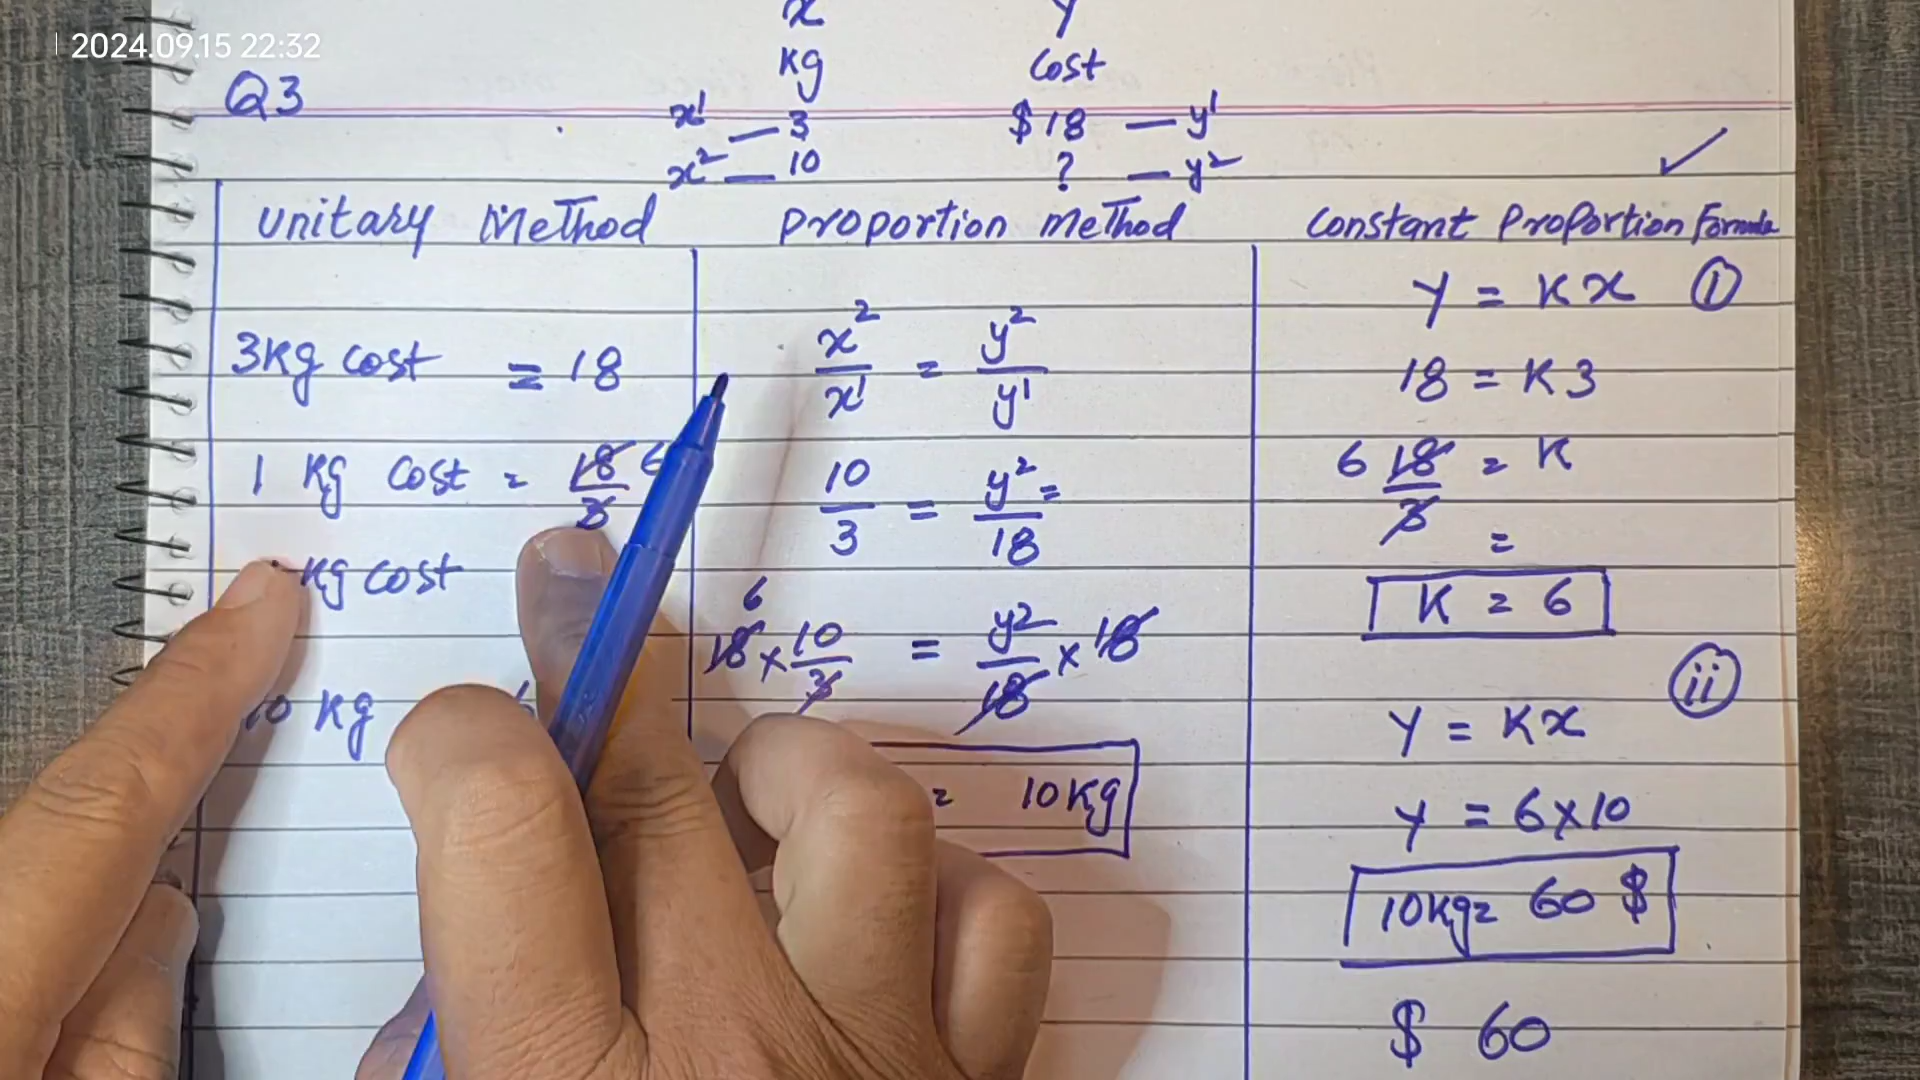 2024.09.15 22:32
x y
Q3 kg cost
x¹ — 3 $18 — y¹
x² — 10 ? — y²
Unitary Method
3kg cost = 18
1 kg cost = 18/3 6
kg cost
10 kg 6
Proportion Method
x²/x¹ = y²/y¹
10/3 = y²/18 =
6
18 × 10/3 = y²/18 × 18
= 10kg
Constant Proportion Formula
y = kx (i)
18 = k3
6 18/3 = k
=
k = 6
(ii)
y = kx
y = 6x10
10kg = 60 $
$ 60